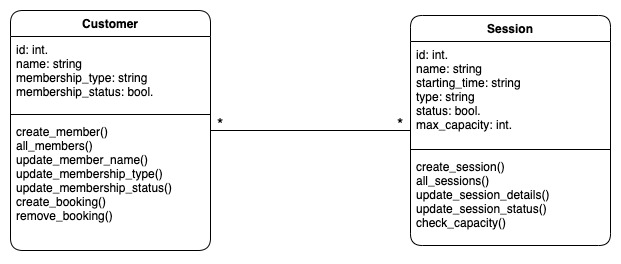 Customer
id: int.
name: string
membership_type: string
membership_status: bool.
create_member()
all_members()
update_member_name()
update_membership_type()
update_membership_status()
create_booking()
remove_booking()
*
*
Session
id: int.
name: string
starting_time: string
type: string
status: bool.
max_capacity: int.
create_session()
all_sessions()
update_session_details()
update_session_status()
check_capacity()